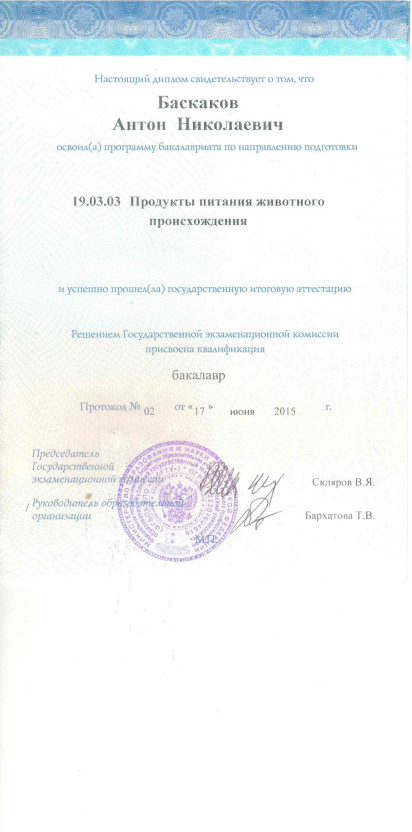 Настоящий диплом свидетельствует о том, что
Баскаков
Антон Николаевич
освоил(а) программу бакалавриата по направлению подготовки
19.03.03 Продукты питания животного
происхождения
и успешно прошел(ла) государственную итоговую аттестацию
Решением Государственной экзаменационной комиссии
присвоена квалификация
бакалавр
Протокол № 02 от « 17 » июня 2015 г.
Председатель
Государственной
экзаменационной комиссии
Скляров В.Я.
Руководитель образовательной
организации
Бархатова Т.В.
М.П.